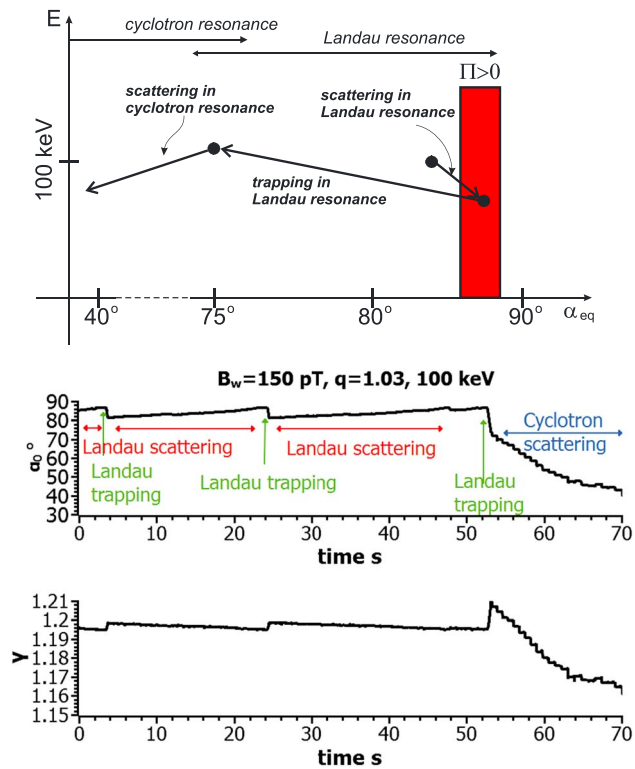 E
cyclotron resonance
Landau resonance
Π>0
scattering in
cyclotron resonance
scattering in
Landau resonance
100 keV
trapping in
Landau resonance
40°
75°
80°
90°
α eq
B_w=150 pT, q=1.03, 100 keV
90
80
70
60
50
40
30
α₀ °
Landau scattering
Landau scattering
Cyclotron
scattering
Landau
trapping
Landau trapping
Landau
trapping
0 10 20 30 40 50 60 70
time s
1.21
1.2
1.19
1.18
1.17
1.16
1.15
γ
0 10 20 30 40 50 60 70
time s